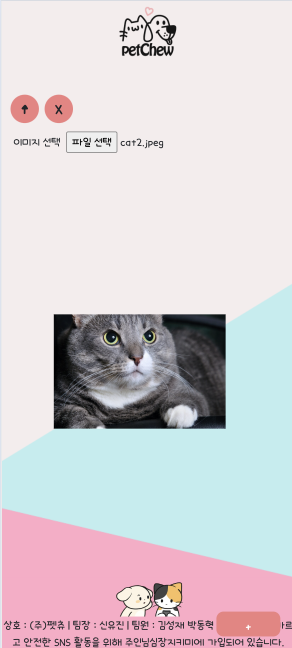 petChew
↑ X
이미지 선택 파일 선택 cat2.jpeg
상호 : (주)펫츄 | 팀장 : 신유진 | 팀원 : 김성재 박동혁
+
고 안전한 SNS 활동을 위해 주인님심장지키미에 가입되어 있습니다.